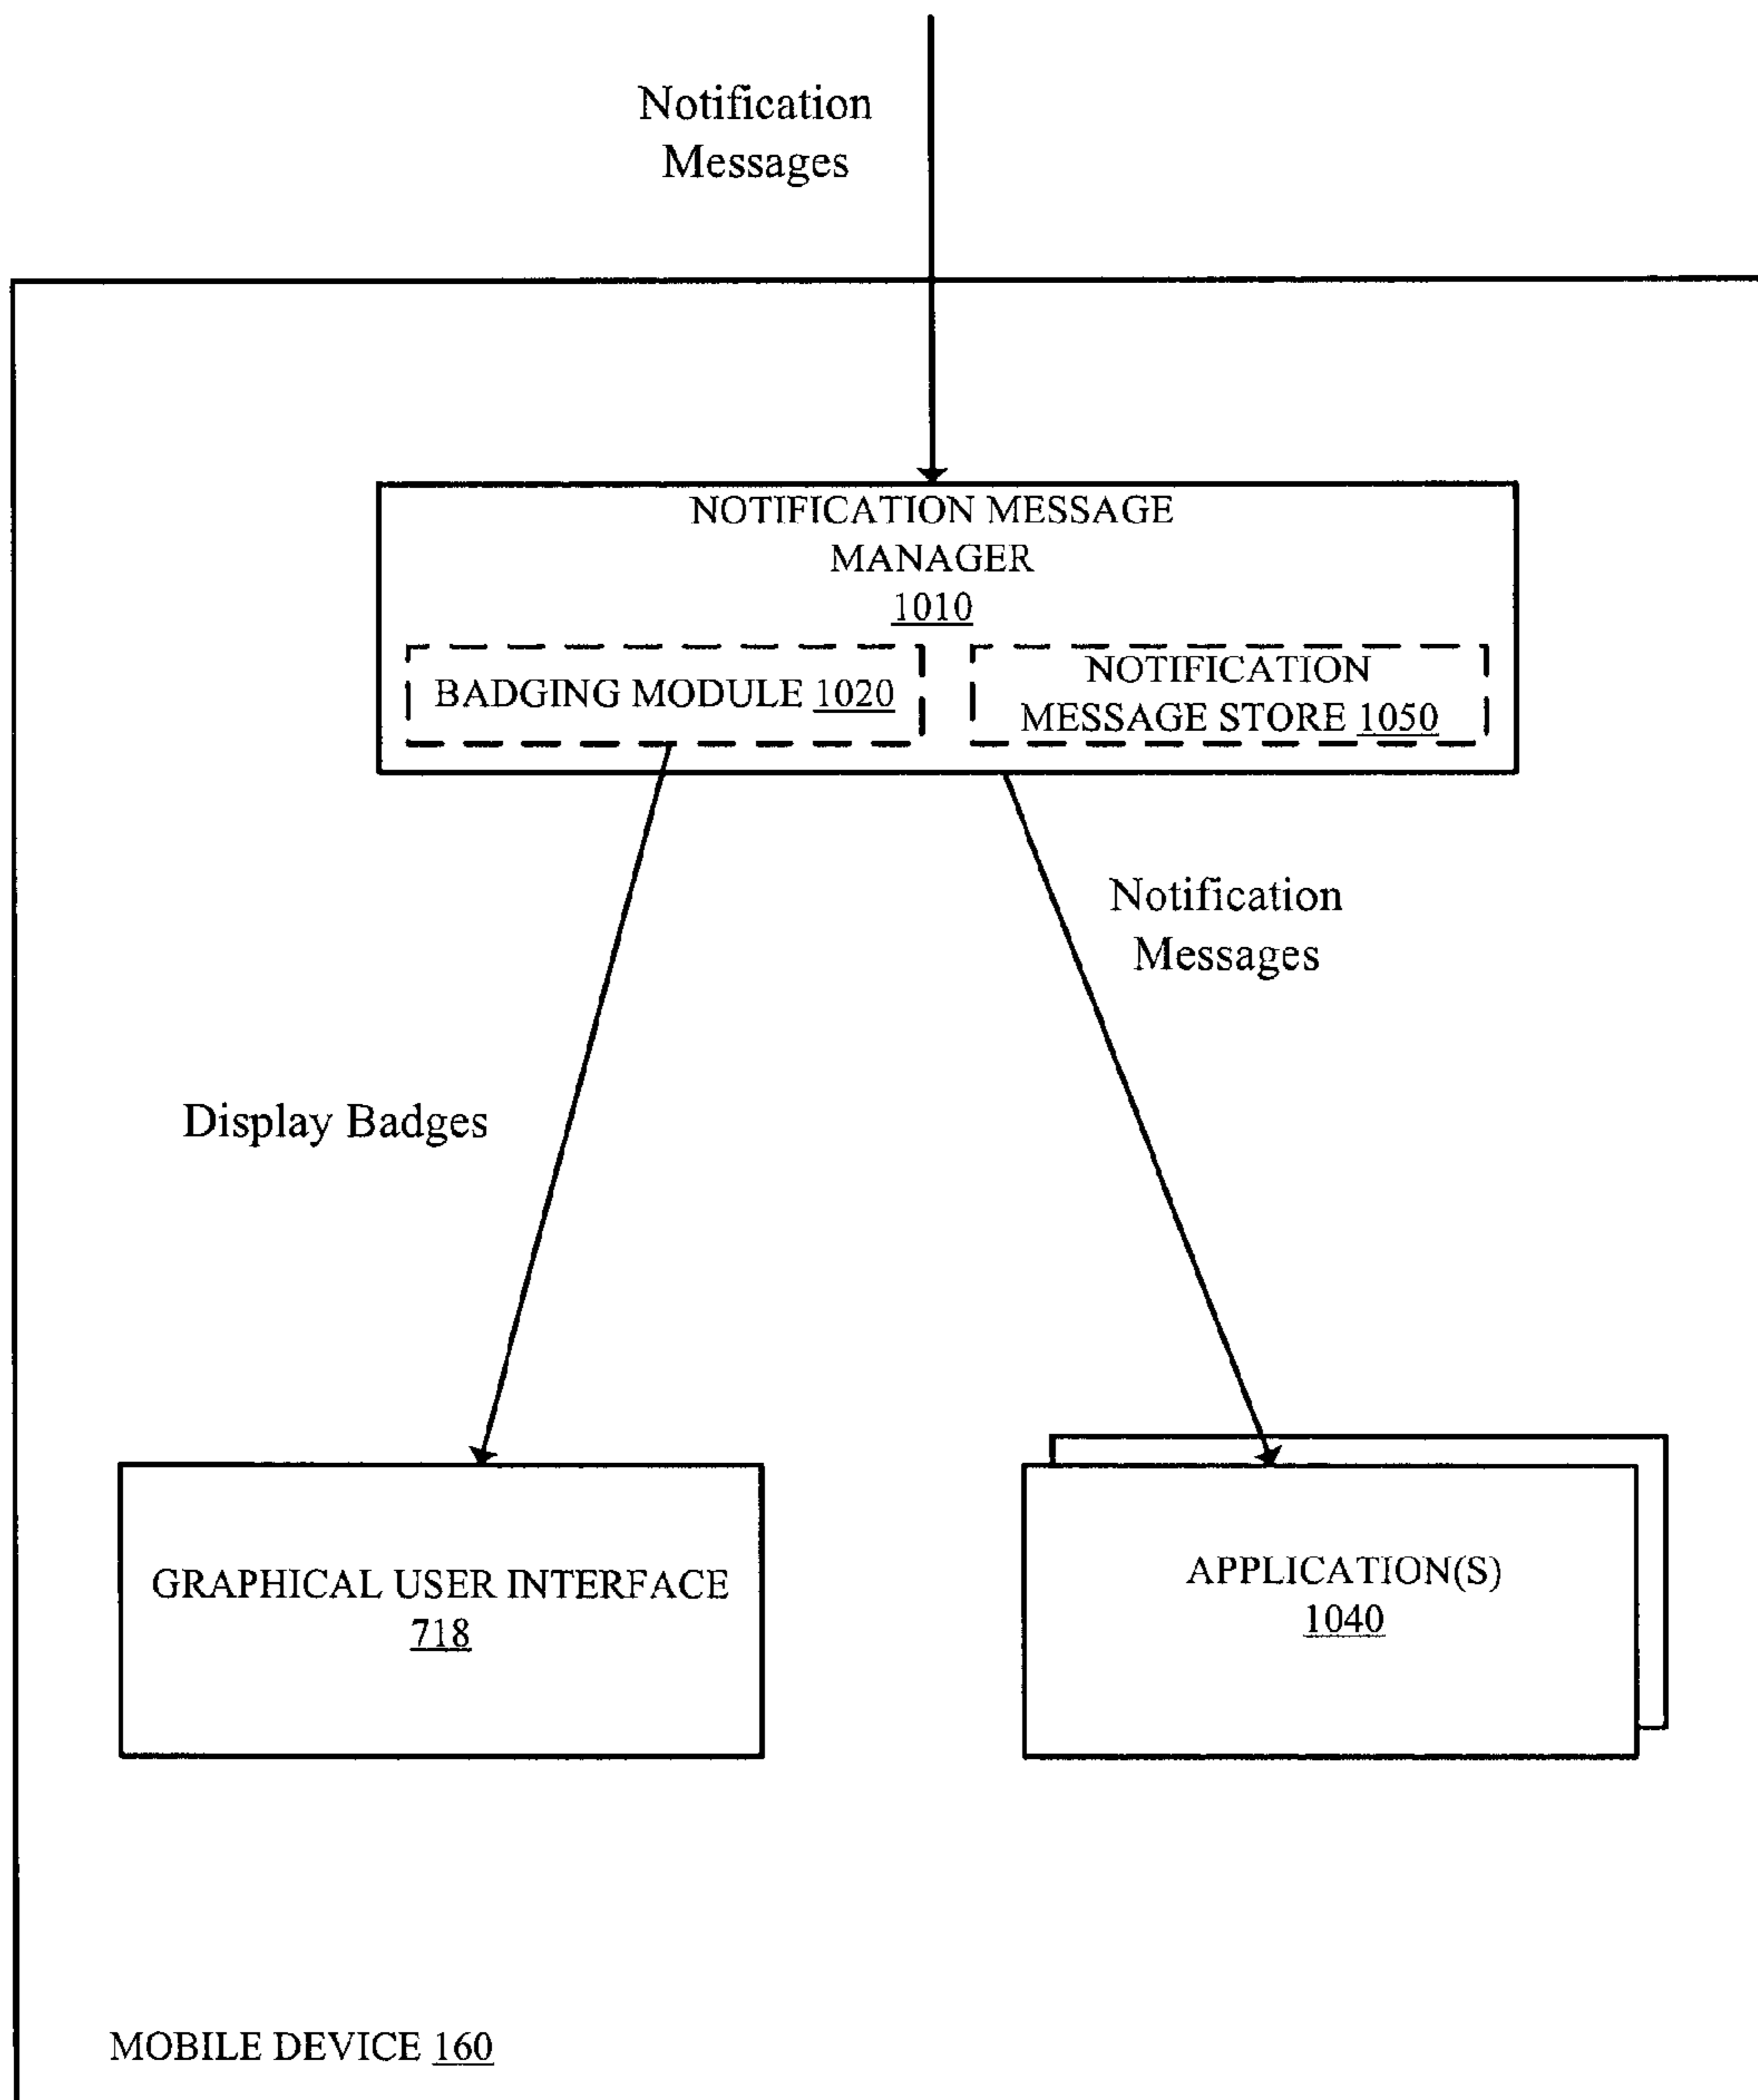 Notification
Messages
NOTIFICATION MESSAGE
MANAGER
1010
BADGING MODULE 1020
NOTIFICATION
MESSAGE STORE 1050
Notification
Messages
Display Badges
GRAPHICAL USER INTERFACE
718
APPLICATION(S)
1040
MOBILE DEVICE 160